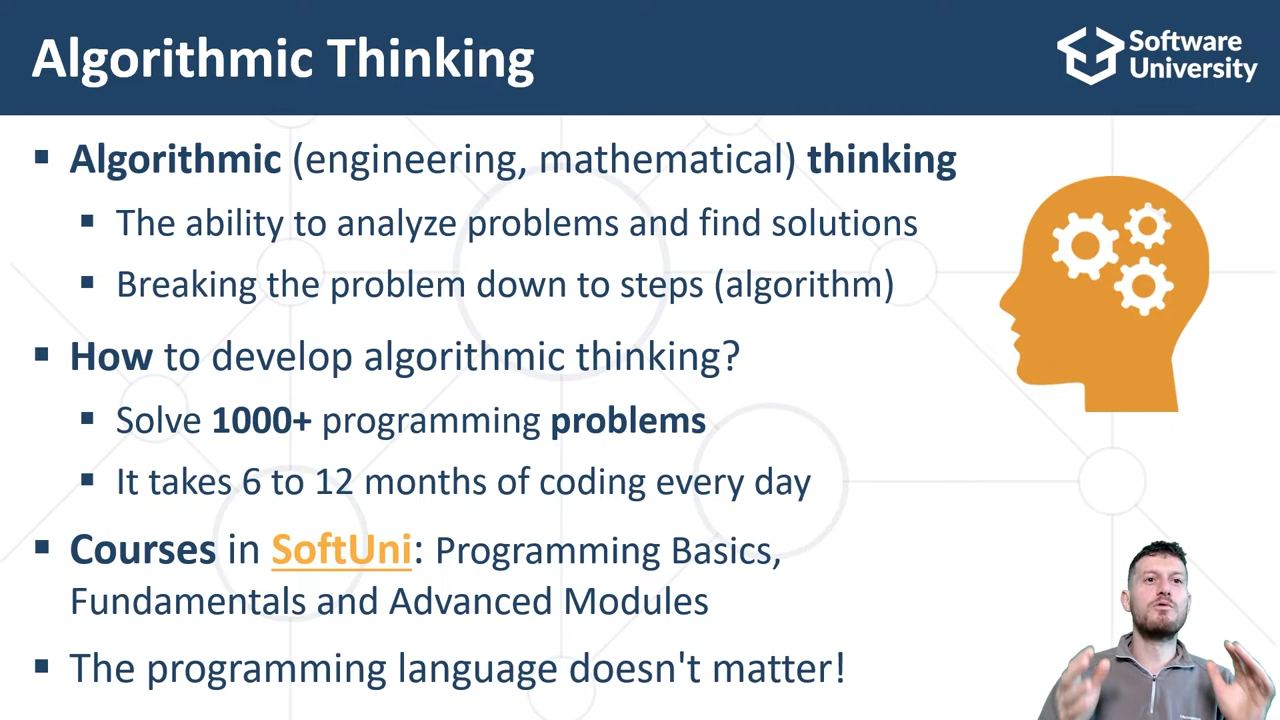 Algorithmic Thinking
Software
University
▪ Algorithmic (engineering, mathematical) thinking
▪ The ability to analyze problems and find solutions
▪ Breaking the problem down to steps (algorithm)
▪ How to develop algorithmic thinking?
▪ Solve 1000+ programming problems
▪ It takes 6 to 12 months of coding every day
▪ Courses in SoftUni: Programming Basics,
Fundamentals and Advanced Modules
▪ The programming language doesn't matter!